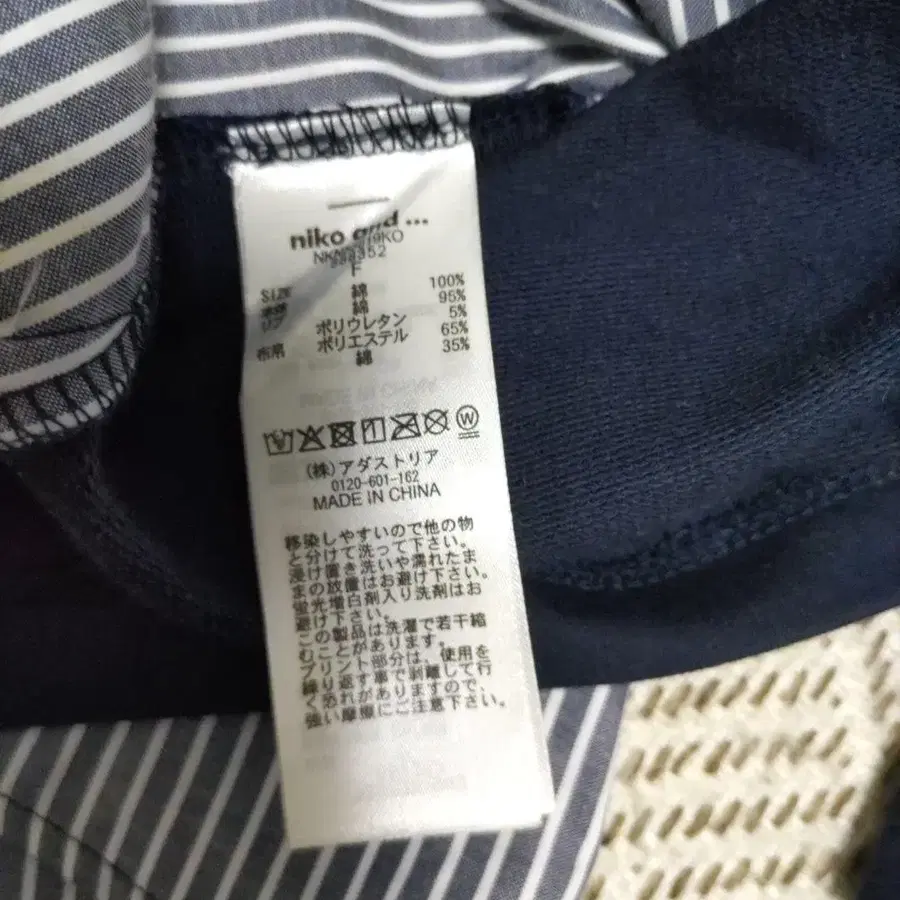 niko and ...
333352
F
SIZE
綿 100%
綿 95%
ポリウレタン 5%
ポリエステル 65%
布帛 綿 35%
W
(株)アダストリア
0120-601-162
MADE IN CHINA
移染しやすいので他の物
と分けて洗って下さい。
浸け置き洗いや濡れたま
まの放置はお避け下さい。
蛍光増白剤入り洗剤はお
避け下さい。
この製品は洗濯で若干縮
むことがあります。
プリント部分は、使用を
繰り返す事で剥離して行
く恐れがありますので、
強い摩擦にご注意下さい。